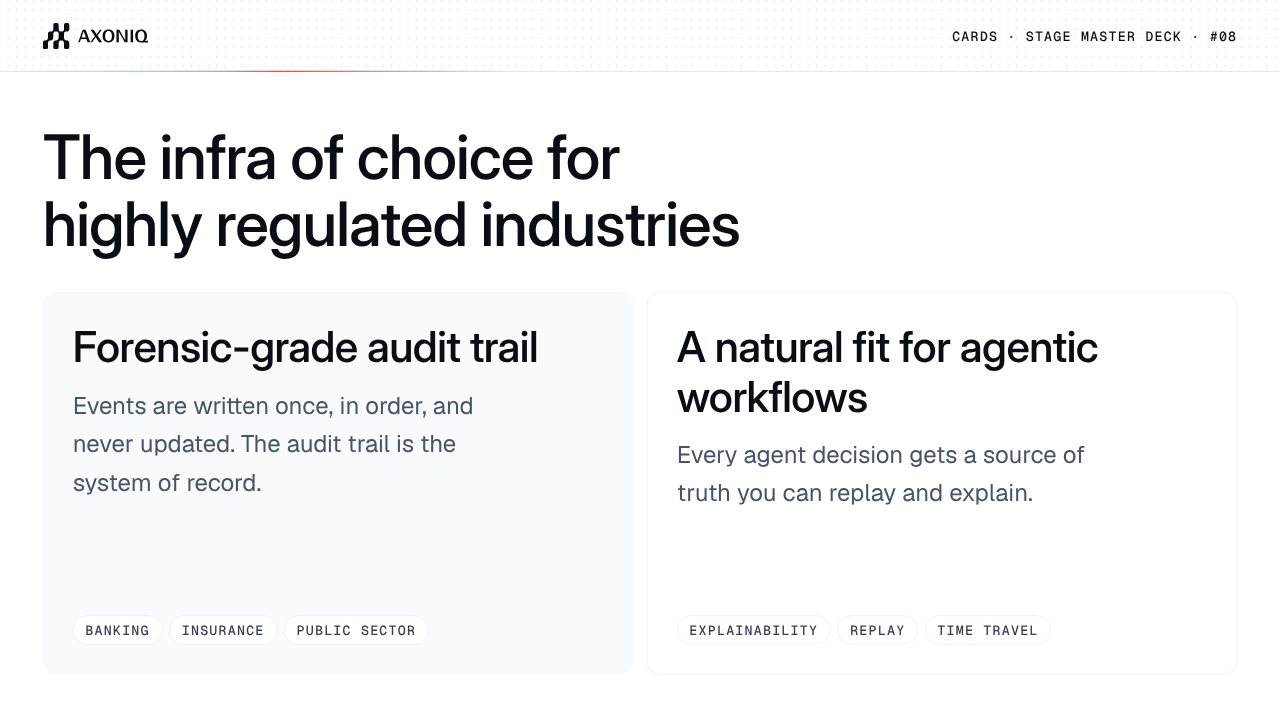 AXONIQ
CARDS · STAGE MASTER DECK · #08
The infra of choice for
highly regulated industries
Forensic-grade audit trail
Events are written once, in order, and
never updated. The audit trail is the
system of record.
BANKING
INSURANCE
PUBLIC SECTOR
A natural fit for agentic
workflows
Every agent decision gets a source of
truth you can replay and explain.
EXPLAINABILITY
REPLAY
TIME TRAVEL